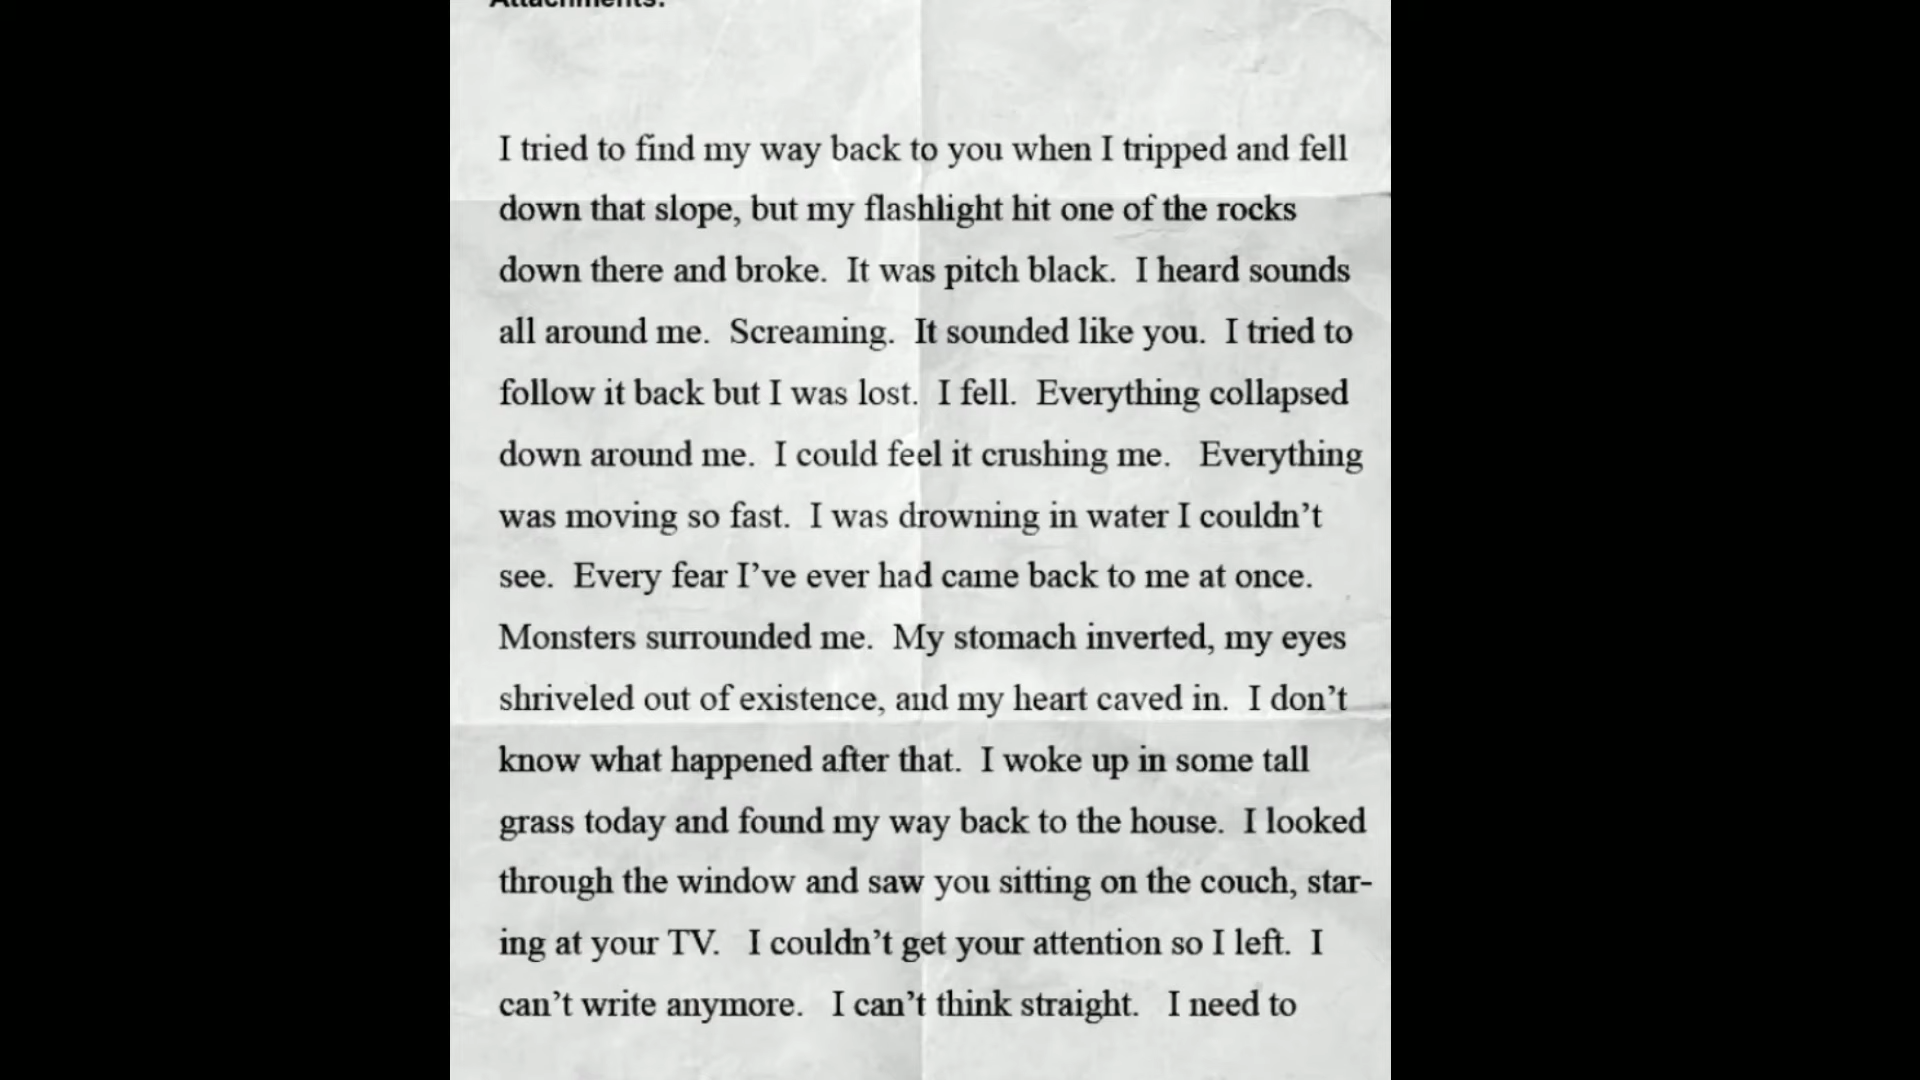 Attachments:
I tried to find my way back to you when I tripped and fell
down that slope, but my flashlight hit one of the rocks
down there and broke.  It was pitch black.  I heard sounds
all around me.  Screaming.  It sounded like you.  I tried to
follow it back but I was lost.  I fell.  Everything collapsed
down around me.  I could feel it crushing me.   Everything
was moving so fast.  I was drowning in water I couldn’t
see.  Every fear I’ve ever had came back to me at once.
Monsters surrounded me.  My stomach inverted, my eyes
shriveled out of existence, and my heart caved in.  I don’t
know what happened after that.  I woke up in some tall
grass today and found my way back to the house.  I looked
through the window and saw you sitting on the couch, star-
ing at your TV.   I couldn’t get your attention so I left.  I
can’t write anymore.   I can’t think straight.   I need to